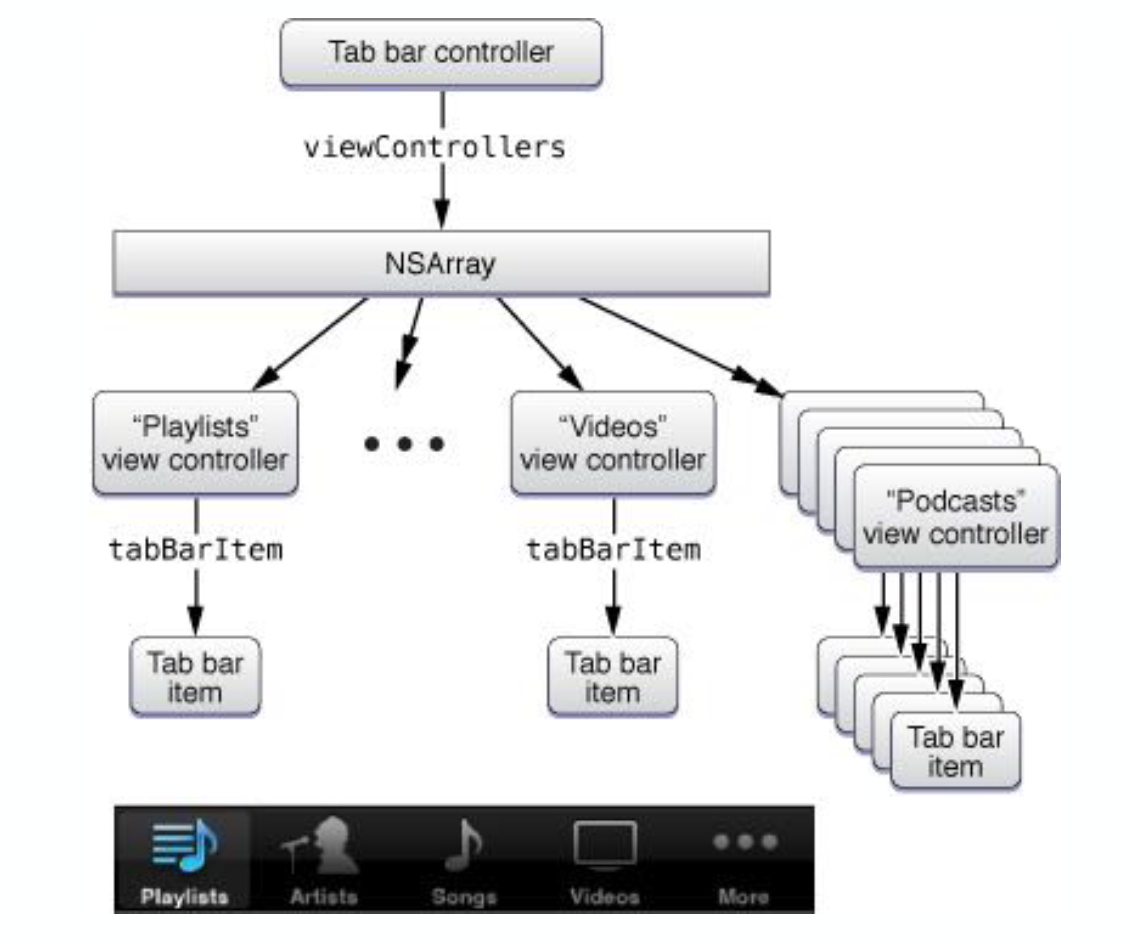 Tab bar controller
viewControllers
NSArray
“Playlists”
view controller
“Videos”
view controller
“Podcasts”
view controller
tabBarItem
tabBarItem
Tab bar
item
Tab bar
item
Tab bar
item
Playlists
Artists
Songs
Videos
More